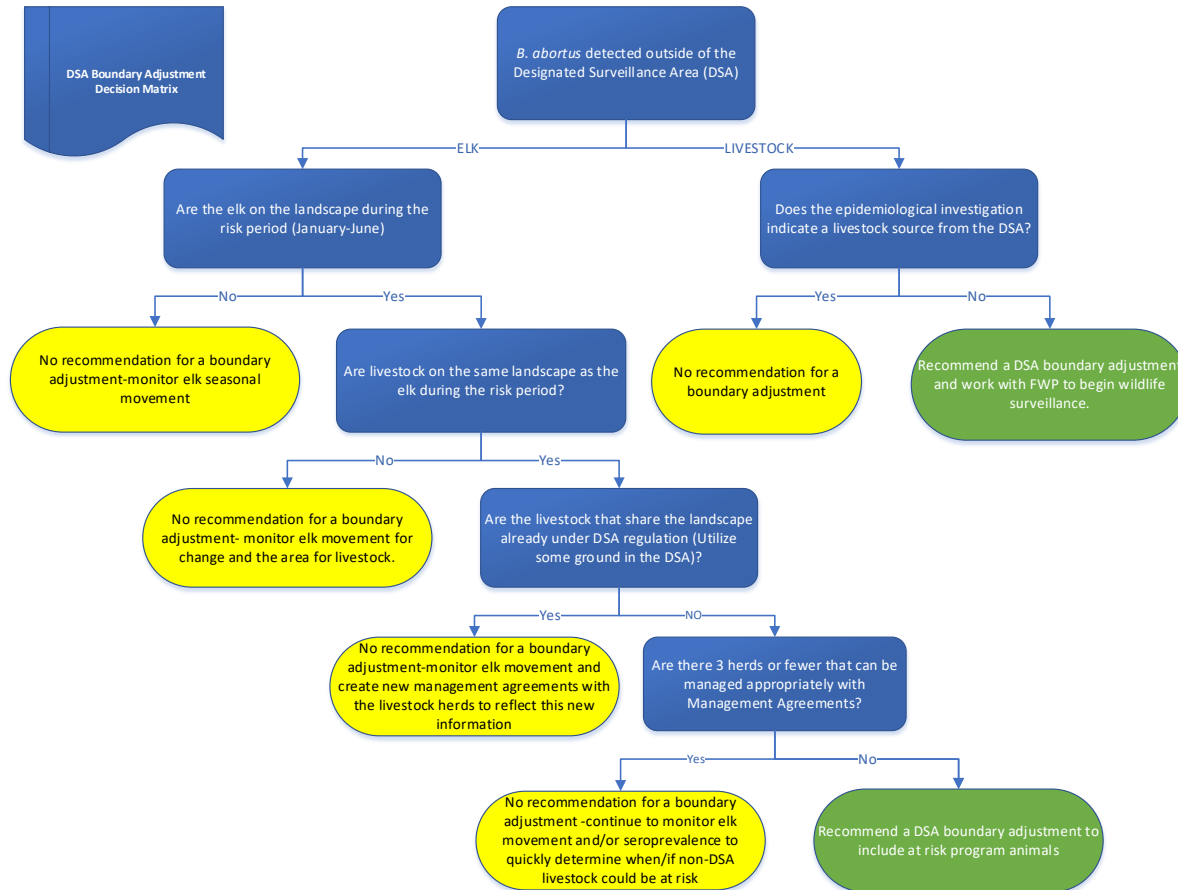 DSA Boundary Adjustment
Decision Matrix
B. abortus detected outside of the
Designated Surveillance Area (DSA)
ELK
LIVESTOCK
Are the elk on the landscape during the
risk period (January-June)
Does the epidemiological investigation
indicate a livestock source from the DSA?
No
Yes
Yes
No
No recommendation for a boundary
adjustment-monitor elk seasonal
movement
Are livestock on the same landscape as the
elk during the risk period?
No recommendation for a
boundary adjustment
Recommend a DSA boundary adjustment
and work with FWP to begin wildlife
surveillance.
No
Yes
No recommendation for a boundary
adjustment- monitor elk movement for
change and the area for livestock.
Are the livestock that share the landscape
already under DSA regulation (Utilize
some ground in the DSA)?
Yes
NO
No recommendation for a boundary
adjustment-monitor elk movement and
create new management agreements with
the livestock herds to reflect this new
information
Are there 3 herds or fewer that can be
managed appropriately with
Management Agreements?
Yes
No
No recommendation for a boundary
adjustment -continue to monitor elk
movement and/or seroprevalence to
quickly determine when/if non-DSA
livestock could be at risk
Recommend a DSA boundary adjustment to
include at risk program animals